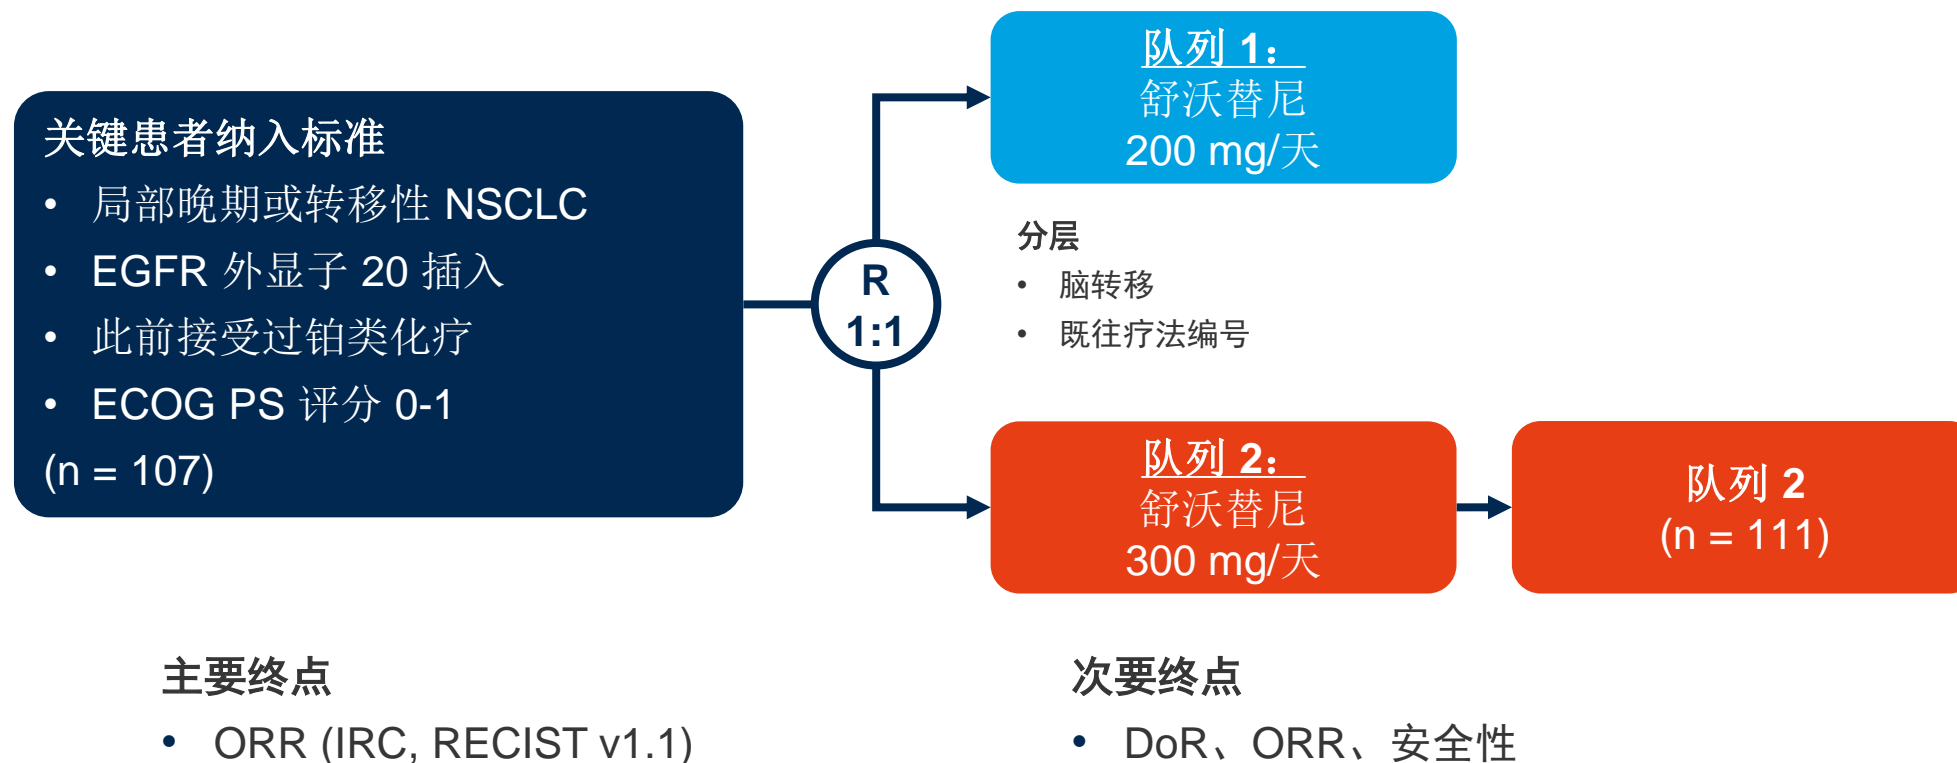 关键患者纳入标准
• 局部晚期或转移性 NSCLC
• EGFR 外显子 20 插入
• 此前接受过铂类化疗
• ECOG PS 评分 0-1
(n = 107)
R
1:1
队列 1:
舒沃替尼
200 mg/天
分层
• 脑转移
• 既往疗法编号
队列 2:
舒沃替尼
300 mg/天
队列 2
(n = 111)
主要终点
• ORR (IRC, RECIST v1.1)
次要终点
• DoR、ORR、安全性